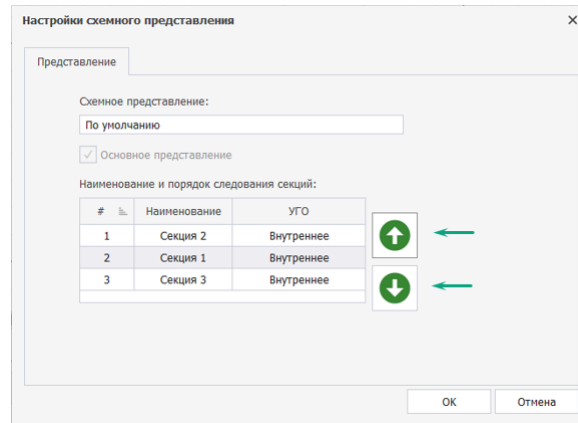 Настройки схемного представления
Представление
Схемное представление:
По умолчанию
Основное представление
Наименование и порядок следования секций:
# Наименование УГО
1 Секция 2 Внутреннее
2 Секция 1 Внутреннее
3 Секция 3 Внутреннее
ОК Отмена